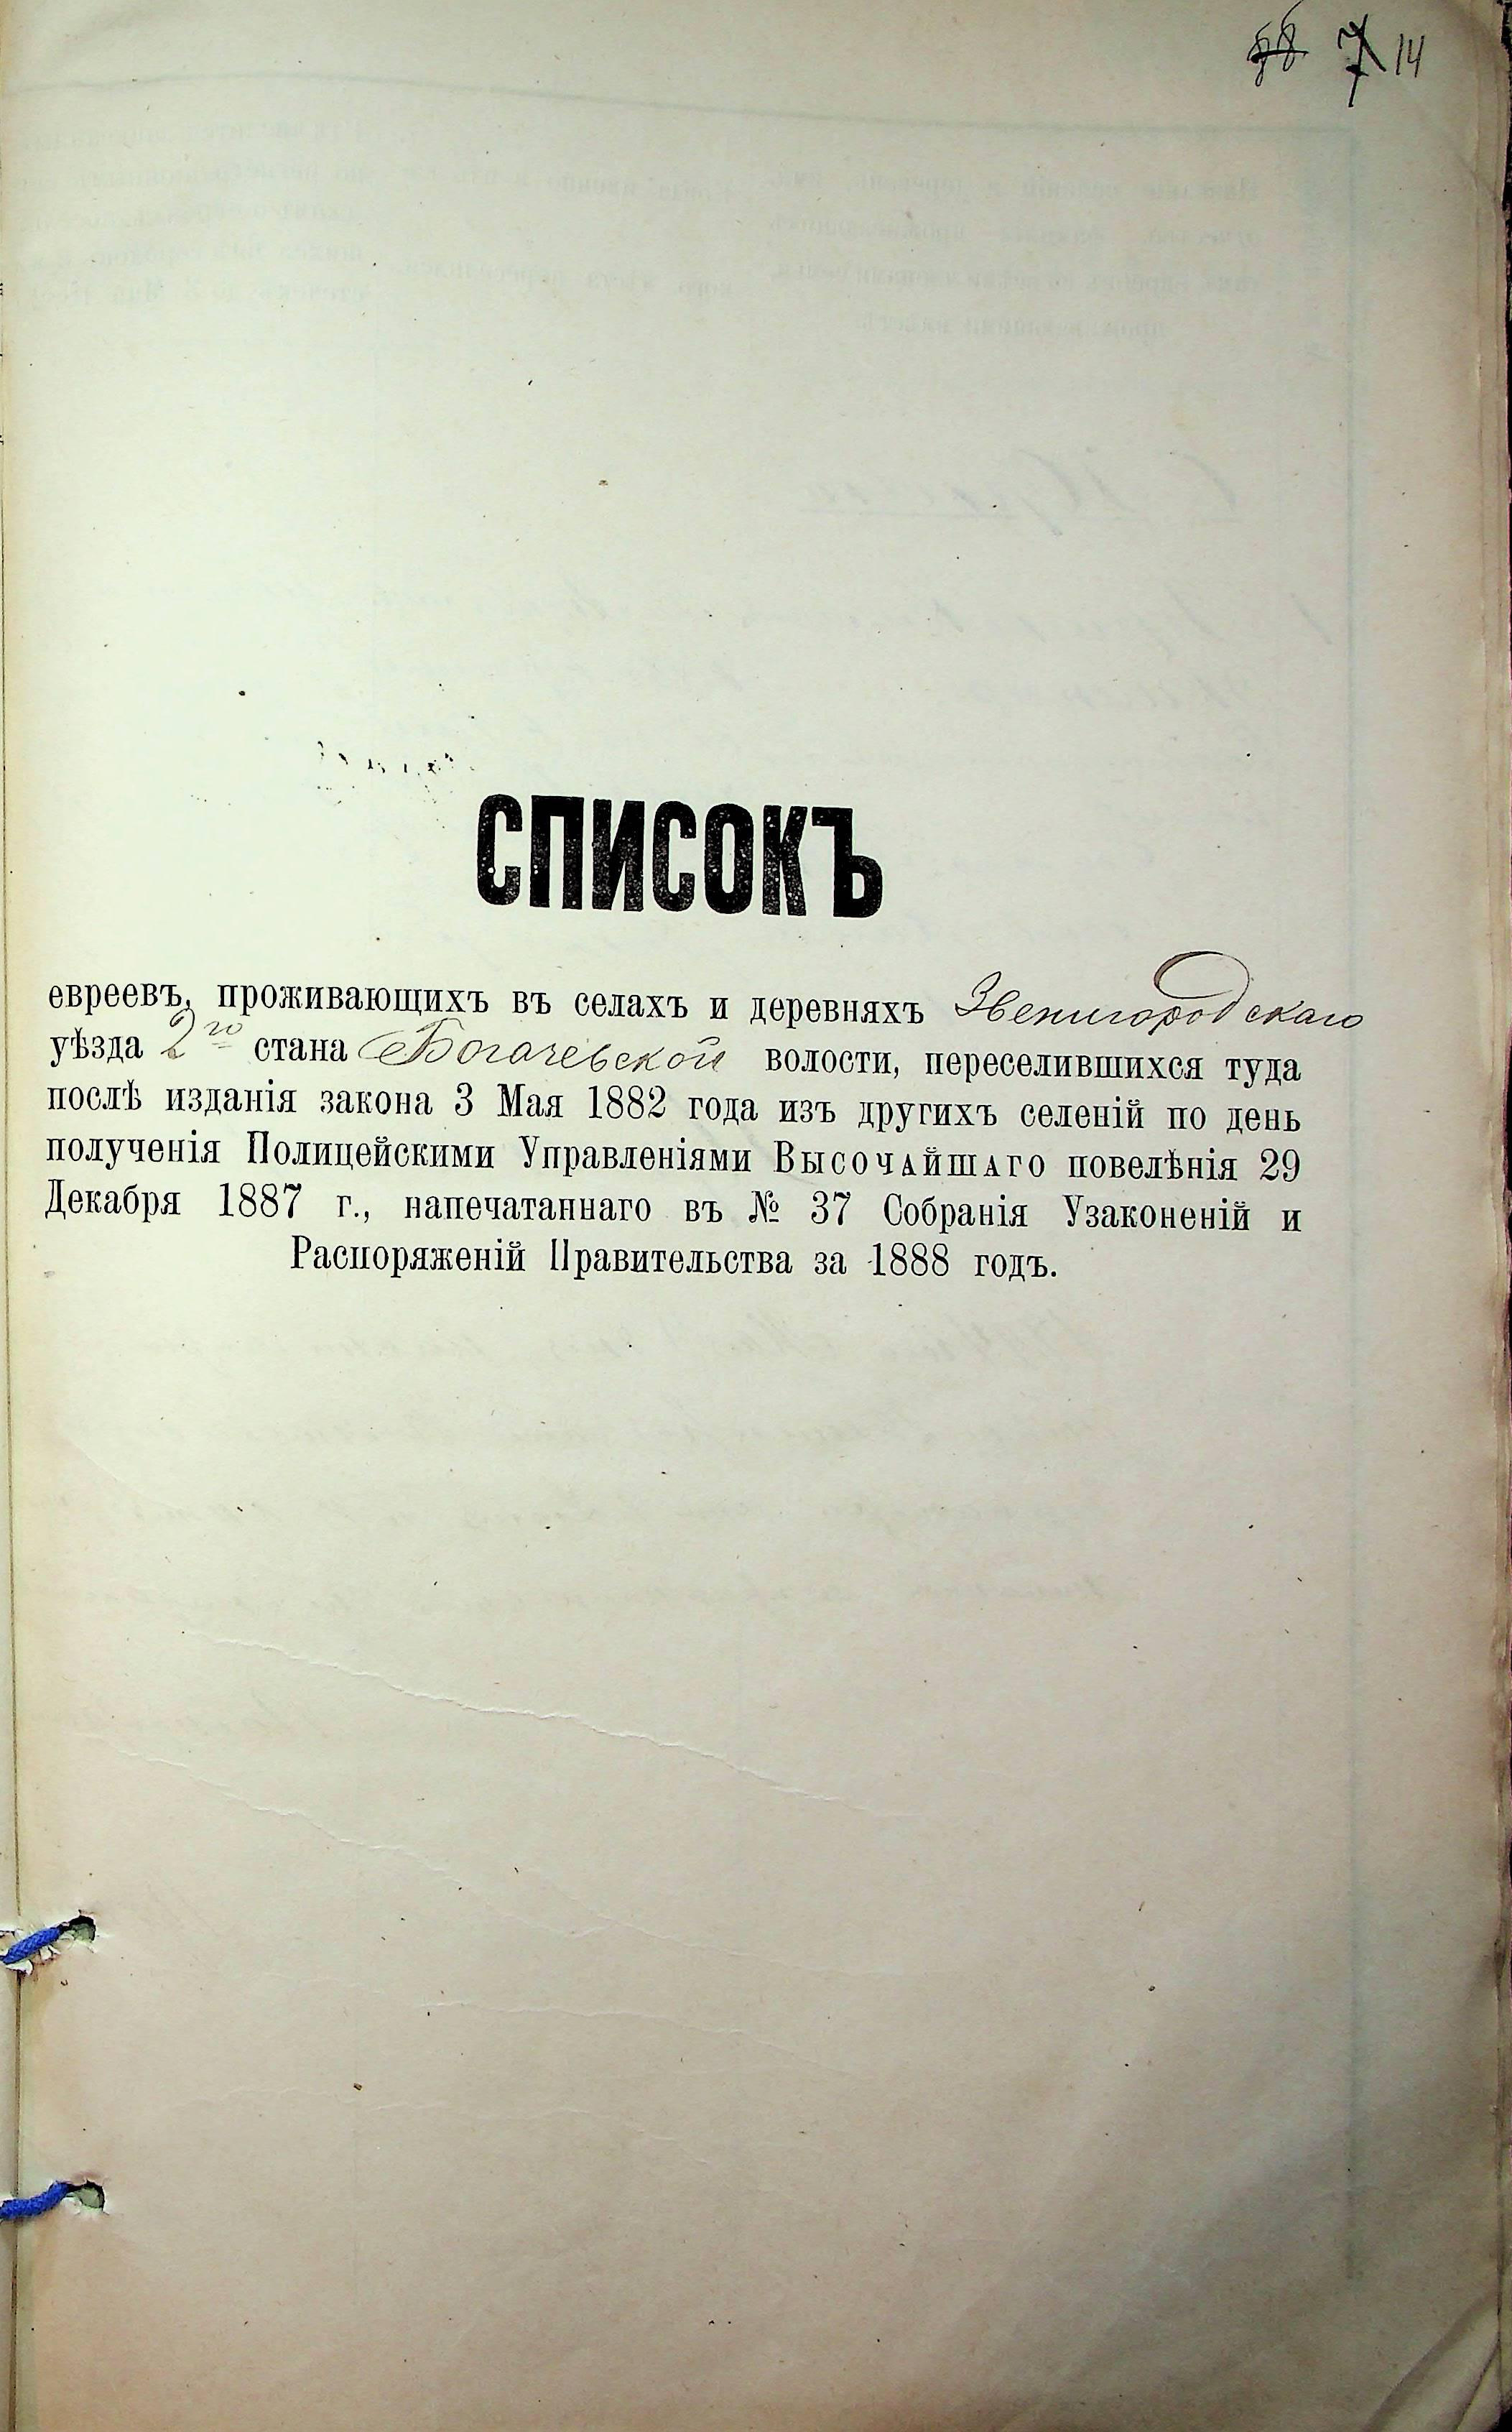 7 14
СПИСОКЪ
евреевъ, проживающихъ въ селахъ и деревняхъ Звенигородскаго
уѣзда 2го стана Богачевской волости, переселившихся туда
послѣ изданія закона 3 Мая 1882 года изъ другихъ селеній по день
полученія Полицейскими Управленіями Высочайшаго повелѣнія 29
Декабря 1887 г., напечатаннаго въ № 37 Собранія Узаконеній и
Распоряженій Правительства за 1888 годъ.